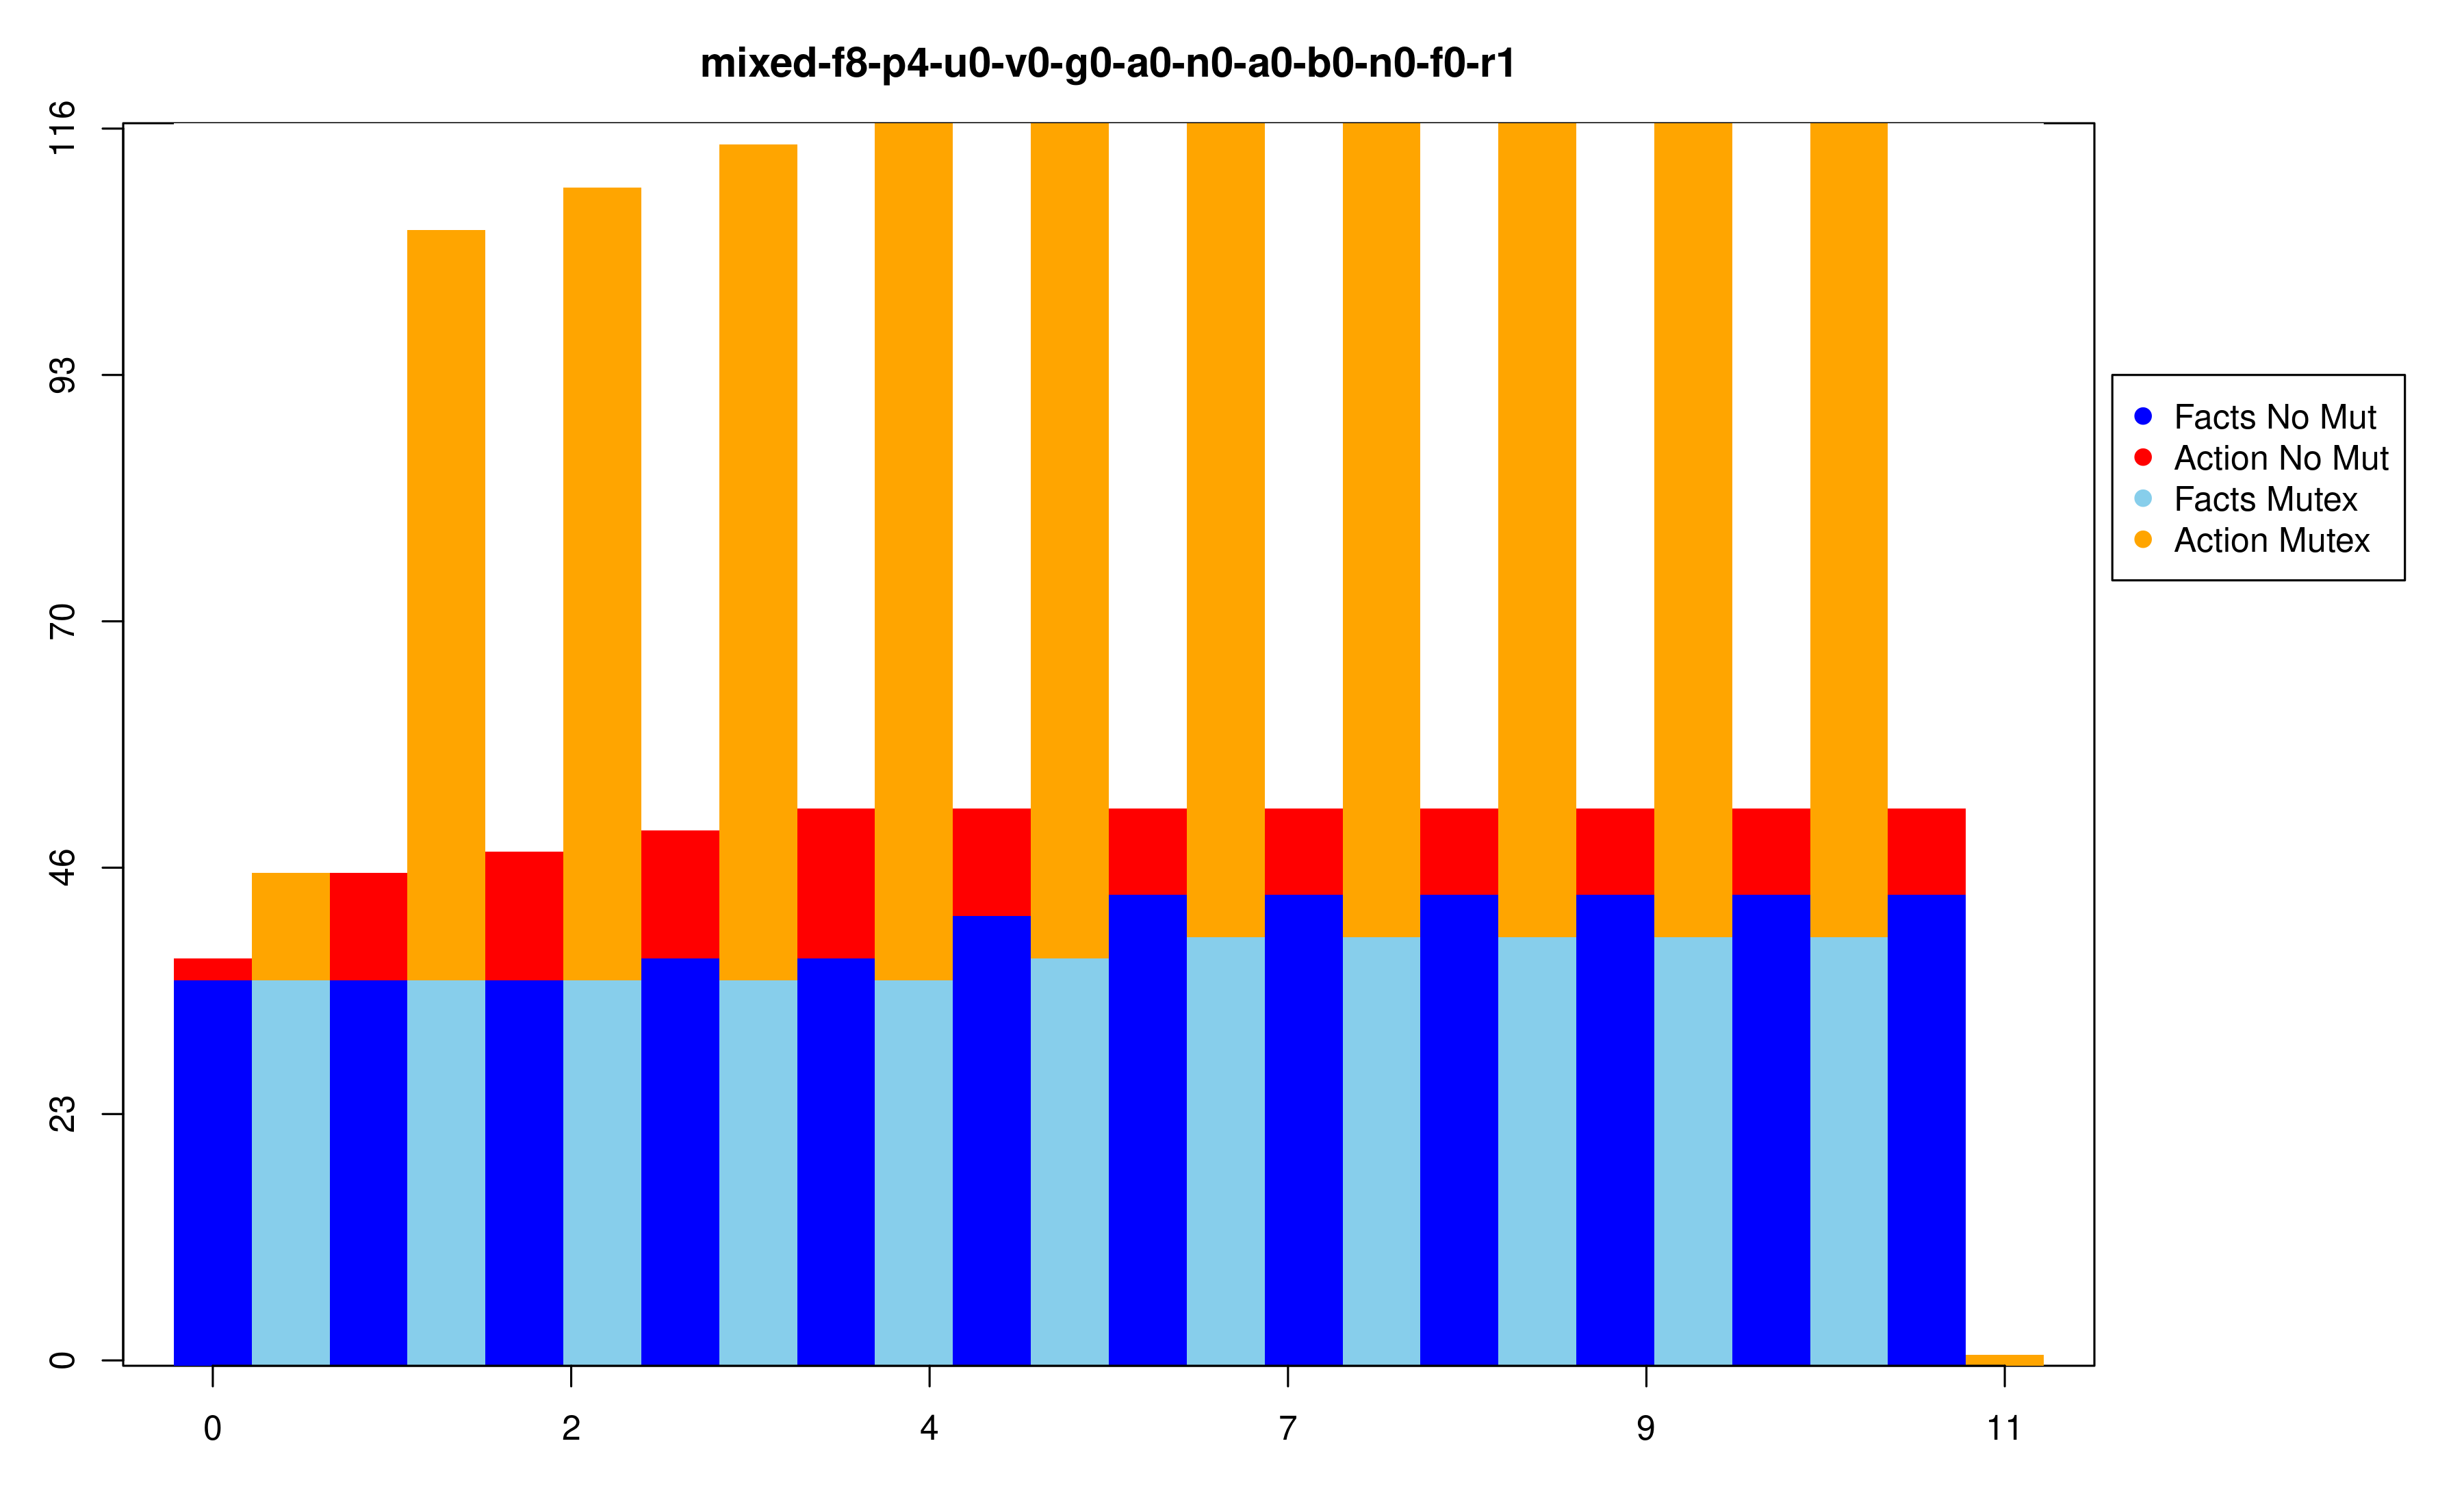 mixed-f8-p4-u0-v0-g0-a0-n0-a0-b0-n0-f0-r1
116
93
70
46
23
0
Facts No Mut
Action No Mut
Facts Mutex
Action Mutex
0 2 4 7 9 11